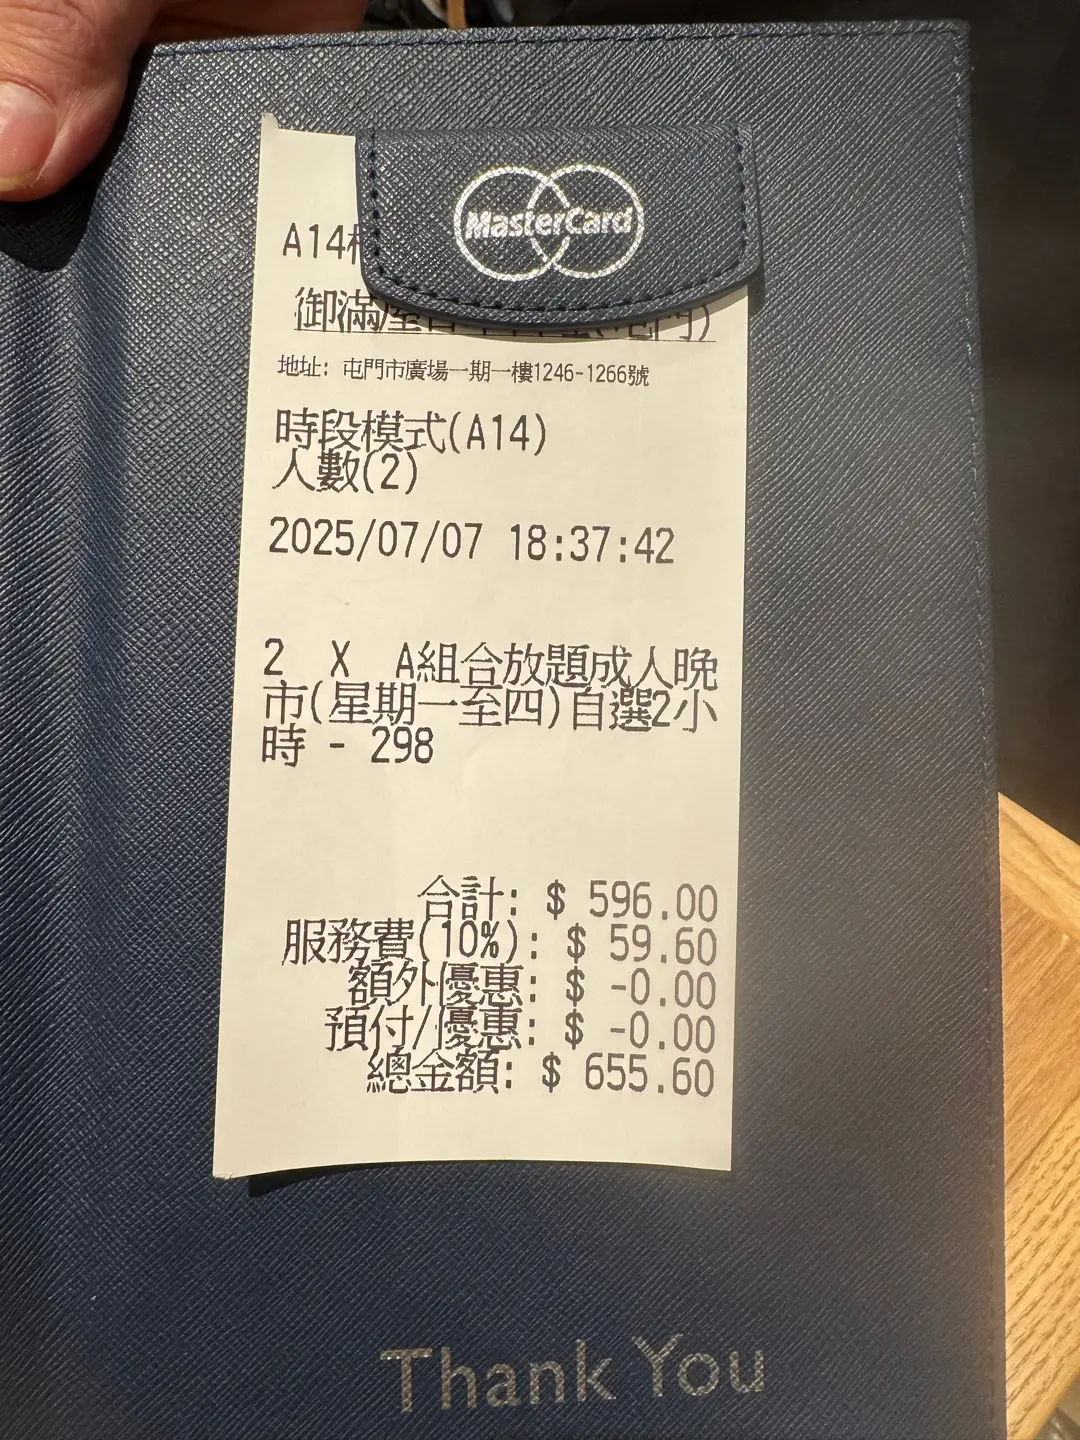 MasterCard
A14
御滿屋
地址: 屯門市廣場一期一樓1246-1266號
時段模式(A14)
人數(2)
2025/07/07 18:37:42
2 X A組合放題成人晚
市(星期一至四)自選2小
時 - 298
合計: $ 596.00
服務費(10%): $ 59.60
額外優惠: $ -0.00
預付/優惠: $ -0.00
總金額: $ 655.60
Thank You